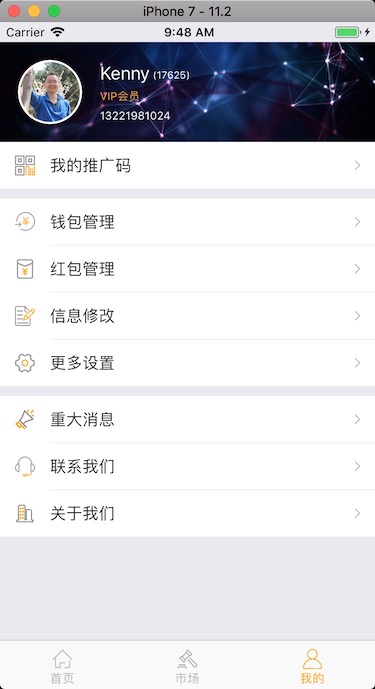 iPhone 7 - 11.2
Carrier 9:48 AM
Kenny (17625)
VIP会员
13221981024
我的推广码
钱包管理
红包管理
信息修改
更多设置
重大消息
联系我们
关于我们
首页 市场 我的